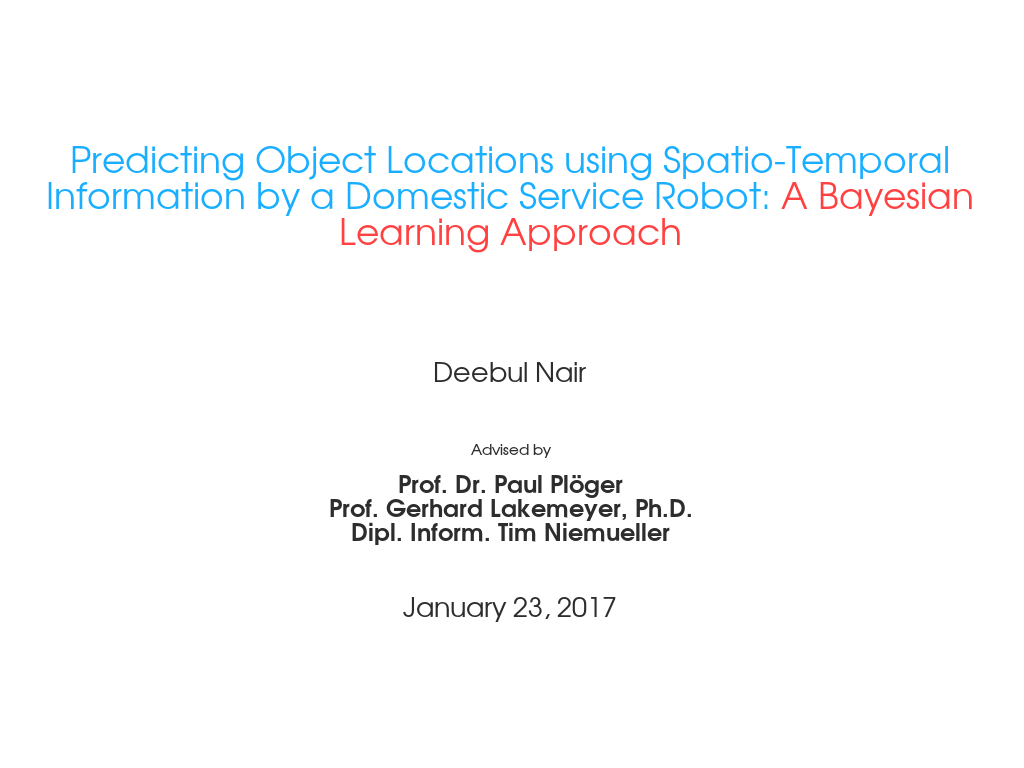 Predicting Object Locations using Spatio-Temporal
Information by a Domestic Service Robot: A Bayesian
Learning Approach
Deebul Nair
Advised by
Prof. Dr. Paul Plöger
Prof. Gerhard Lakemeyer, Ph.D.
Dipl. Inform. Tim Niemueller
January 23, 2017